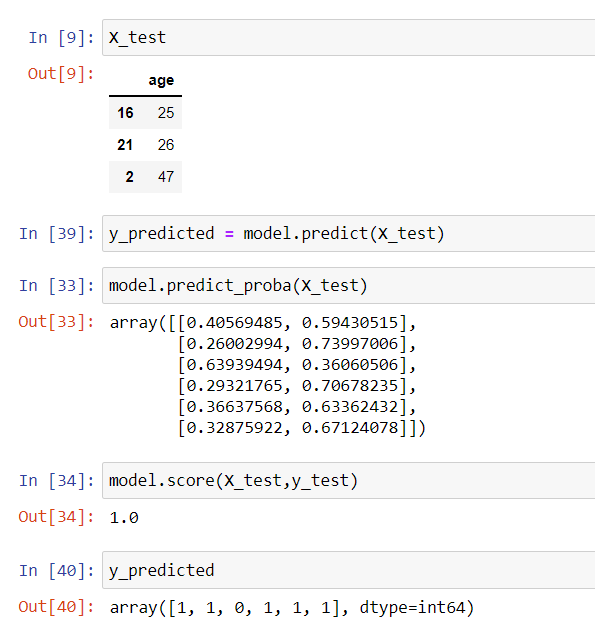 In [9]: X_test
Out[9]:
age
16 25
21 26
2 47
In [39]: y_predicted = model.predict(X_test)
In [33]: model.predict_proba(X_test)
Out[33]: array([[0.40569485, 0.59430515],
[0.26002994, 0.73997006],
[0.63939494, 0.36060506],
[0.29321765, 0.70678235],
[0.36637568, 0.63362432],
[0.32875922, 0.67124078]])
In [34]: model.score(X_test,y_test)
Out[34]: 1.0
In [40]: y_predicted
Out[40]: array([1, 1, 0, 1, 1, 1], dtype=int64)